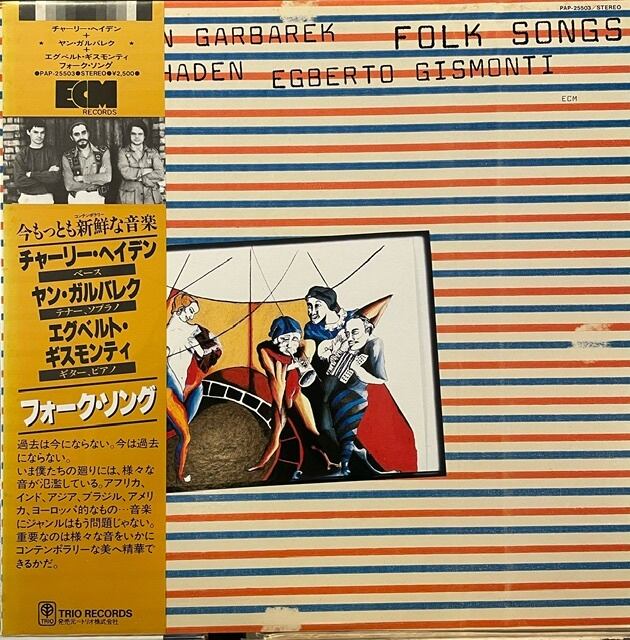 チャーリー・ヘイデン
+
★ ヤン・ガルバレク ★
+
エグベルト・ギスモンティ
フォーク・ソング
●PAP-25503●STEREO●¥2,500●
ECM
RECORDS
コンテンポラリー
今もっとも新鮮な音楽
チャーリー・ヘイデン
ベース
ヤン・ガルバレク
テナー、ソプラノ
エグベルト・
ギスモンティ
ギター、ピアノ
フォーク・ソング
過去は今にならない。今は過去
にならない。
いま僕たちの廻りには、様々な
音が氾濫している。アフリカ、
インド、アジア、ブラジル、アメリ
カ、ヨーロッパ的なもの…音楽
にジャンルはもう問題じゃない。
重要なのは様々な音をいかに
コンテンポラリーな美へ精華で
きるかだ。
TRIO
TRIO RECORDS
発売元—トリオ株式会社
PAP-25503/STEREO
N GARBAREK FOLK SONGS
HADEN EGBERTO GISMONTI
ECM